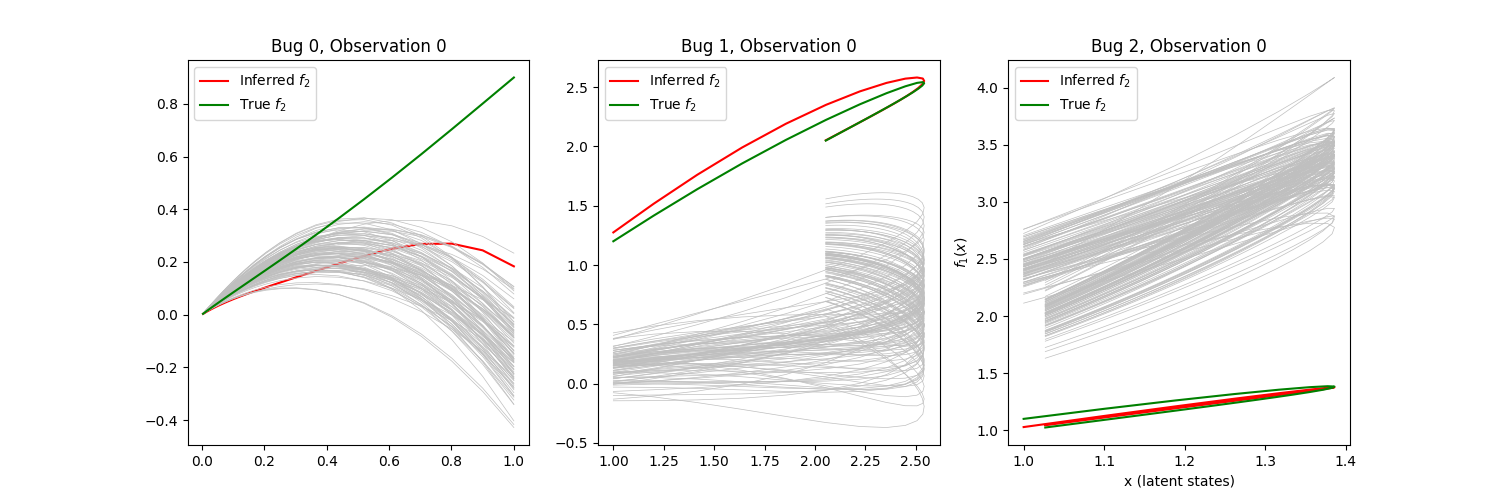 Bug 0, Observation 0
Inferred f₂
True f₂
0.8
0.6
0.4
0.2
0.0
−0.2
−0.4
0.0 0.2 0.4 0.6 0.8 1.0
Bug 1, Observation 0
Inferred f₂
True f₂
2.5
2.0
1.5
1.0
0.5
0.0
−0.5
1.00 1.25 1.50 1.75 2.00 2.25 2.50
Bug 2, Observation 0
Inferred f₂
True f₂
f₁(x)
4.0
3.5
3.0
2.5
2.0
1.5
1.0
1.0 1.1 1.2 1.3 1.4
x (latent states)